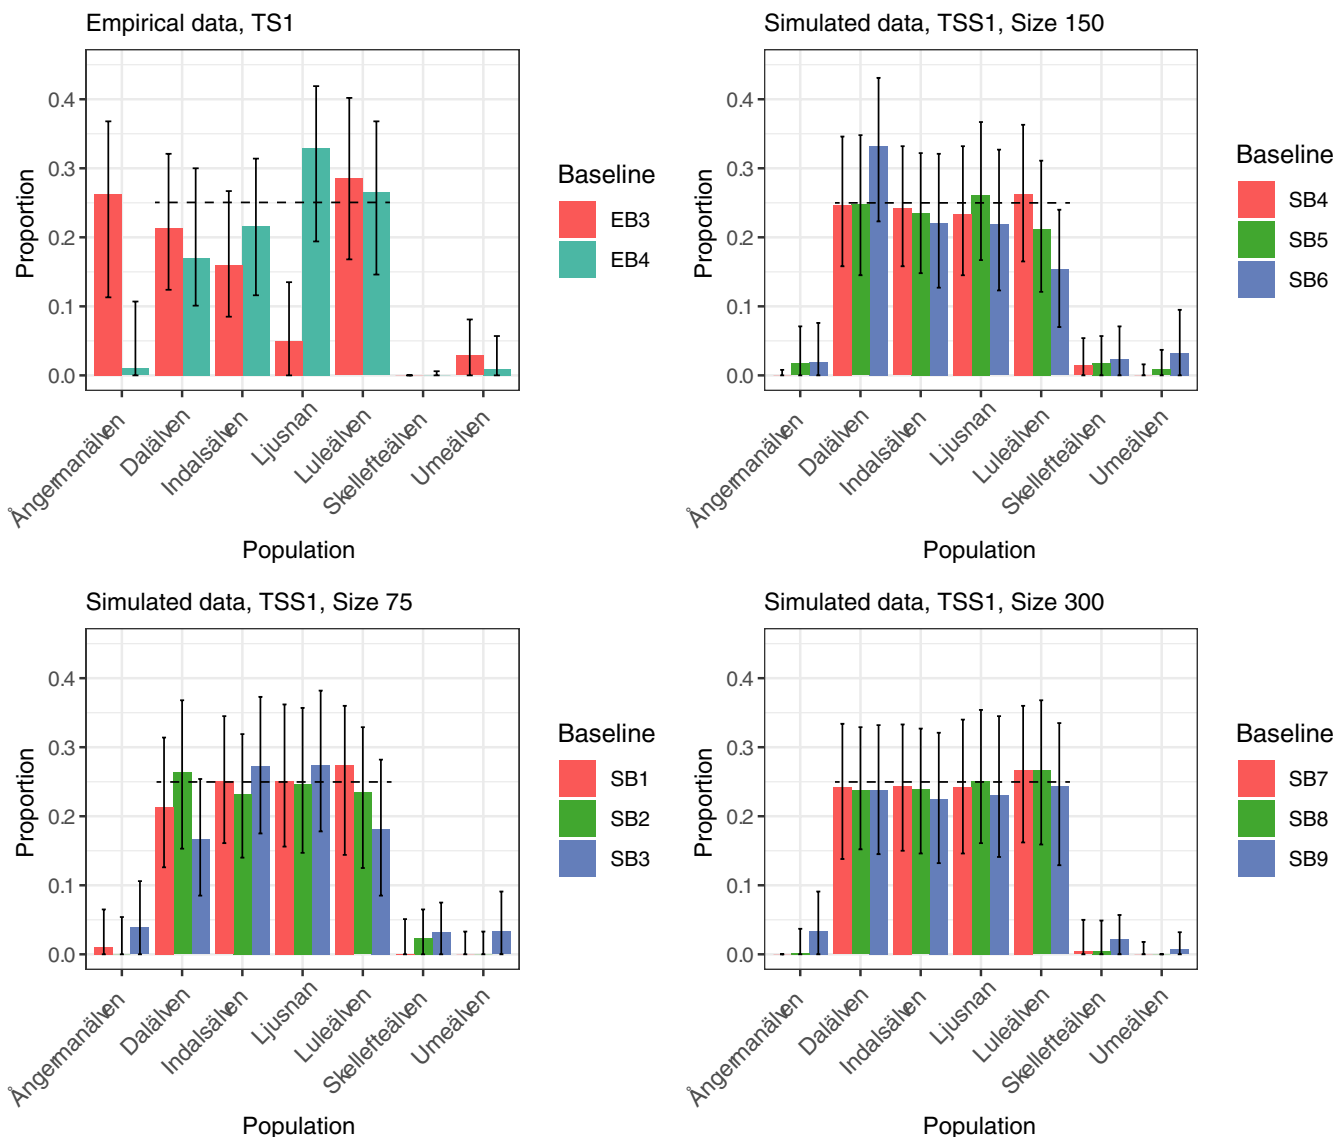 Empirical data, TS1
Proportion
0.4
0.3
0.2
0.1
0.0
Ångermanälven
Dalälven
Indalsälven
Ljusnan
Luleälven
Skellefteälven
Umeälven
Population
Baseline
EB3
EB4
Simulated data, TSS1, Size 150
Proportion
0.4
0.3
0.2
0.1
0.0
Ångermanälven
Dalälven
Indalsälven
Ljusnan
Luleälven
Skellefteälven
Umeälven
Population
Baseline
SB4
SB5
SB6
Simulated data, TSS1, Size 75
Proportion
0.4
0.3
0.2
0.1
0.0
Ångermanälven
Dalälven
Indalsälven
Ljusnan
Luleälven
Skellefteälven
Umeälven
Population
Baseline
SB1
SB2
SB3
Simulated data, TSS1, Size 300
Proportion
0.4
0.3
0.2
0.1
0.0
Ångermanälven
Dalälven
Indalsälven
Ljusnan
Luleälven
Skellefteälven
Umeälven
Population
Baseline
SB7
SB8
SB9